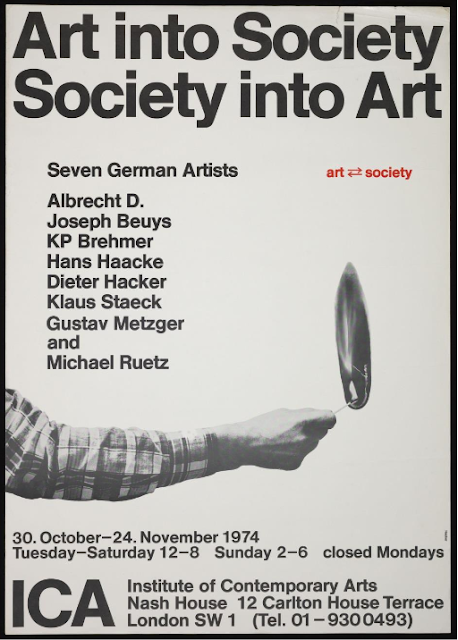 Art into Society
Society into Art
Seven German Artists
art ⇄ society
Albrecht D.
Joseph Beuys
KP Brehmer
Hans Haacke
Dieter Hacker
Klaus Staeck
Gustav Metzger
and
Michael Ruetz
30. October–24. November 1974
Tuesday–Saturday 12–8 Sunday 2–6 closed Mondays
ICA
Institute of Contemporary Arts
Nash House 12 Carlton House Terrace
London SW 1 (Tel. 01–9300493)